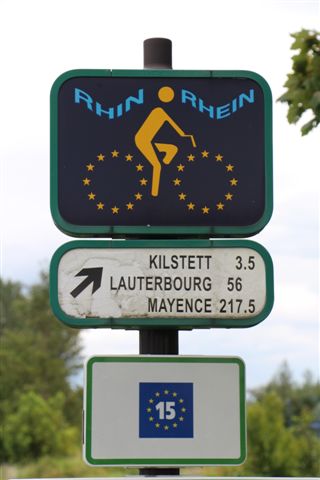 RHIN RHEIN
KILSTETT 3.5
LAUTERBOURG 56
MAYENCE 217.5
15